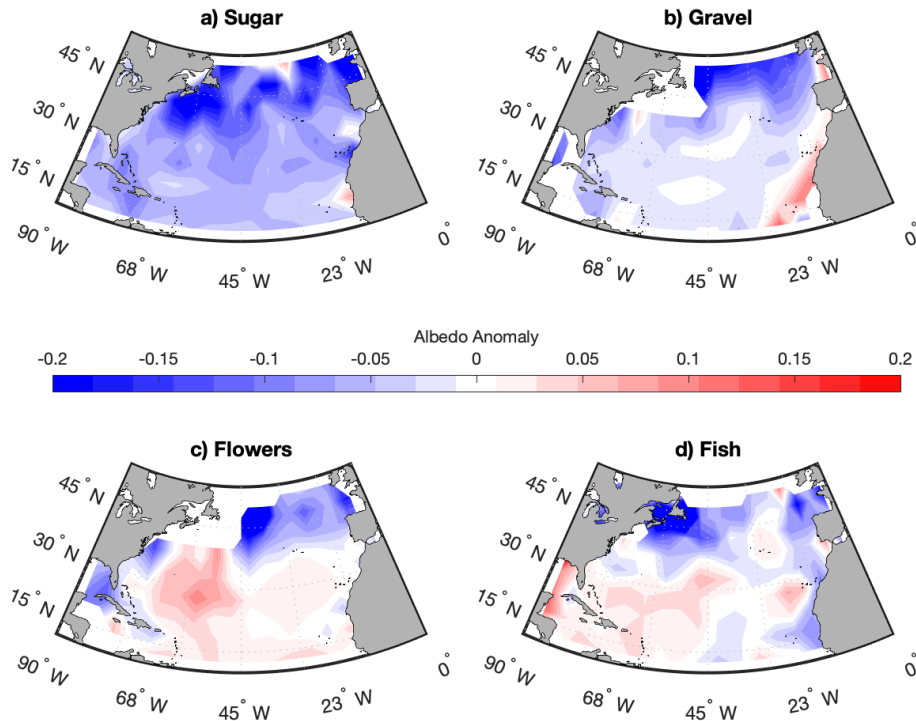 a) Sugar
b) Gravel
45° N
30° N
15° N
90° W
68° W
45° W
23° W
0°
45° N
30° N
15° N
90° W
68° W
45° W
23° W
0°
Albedo Anomaly
-0.2 -0.15 -0.1 -0.05 0 0.05 0.1 0.15 0.2
c) Flowers
d) Fish
45° N
30° N
15° N
90° W
68° W
45° W
23° W
0°
45° N
30° N
15° N
90° W
68° W
45° W
23° W
0°